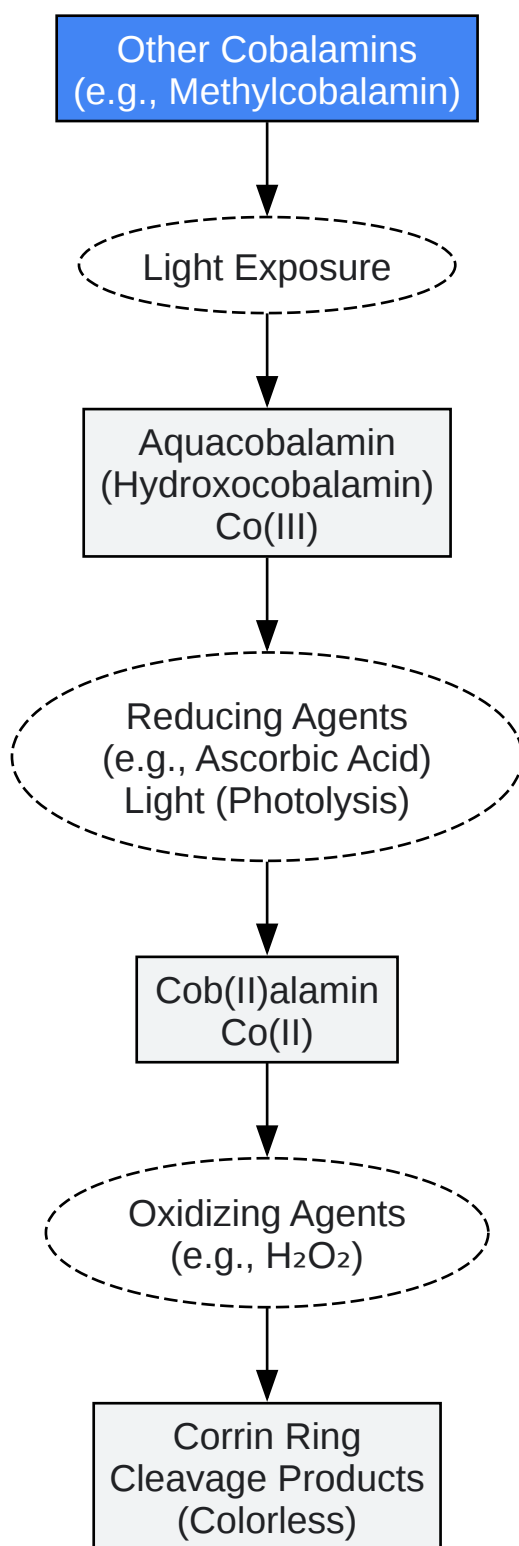 Other Cobalamins
(e.g., Methylcobalamin)
Light Exposure
Aquacobalamin
(Hydroxocobalamin)
Co(III)
Reducing Agents
(e.g., Ascorbic Acid)
Light (Photolysis)
Cob(II)alamin
Co(II)
Oxidizing Agents
(e.g., H₂O₂)
Corrin Ring
Cleavage Products
(Colorless)